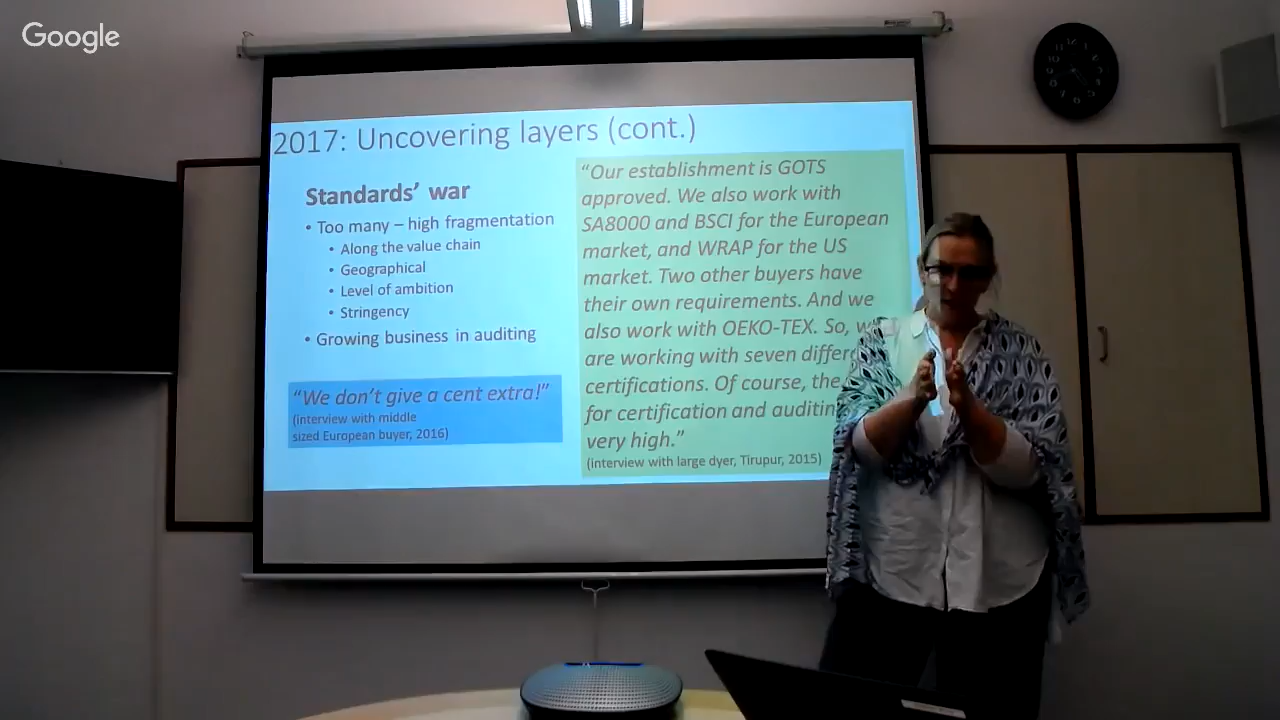 Google
2017: Uncovering layers (cont.)
Standards’ war
• Too many – high fragmentation
• Along the value chain
• Geographical
• Level of ambition
• Stringency
• Growing business in auditing
“We don’t give a cent extra!”
(interview with middle
sized European buyer, 2016)
“Our establishment is GOTS
approved. We also work with
SA8000 and BSCI for the European
market, and WRAP for the US
market. Two other buyers have
their own requirements. And we
also work with OEKO-TEX. So,
are working with seven
certifications. Of course,
for certification and
very high.”
(interview with large dyer, Tirupur, 2015)